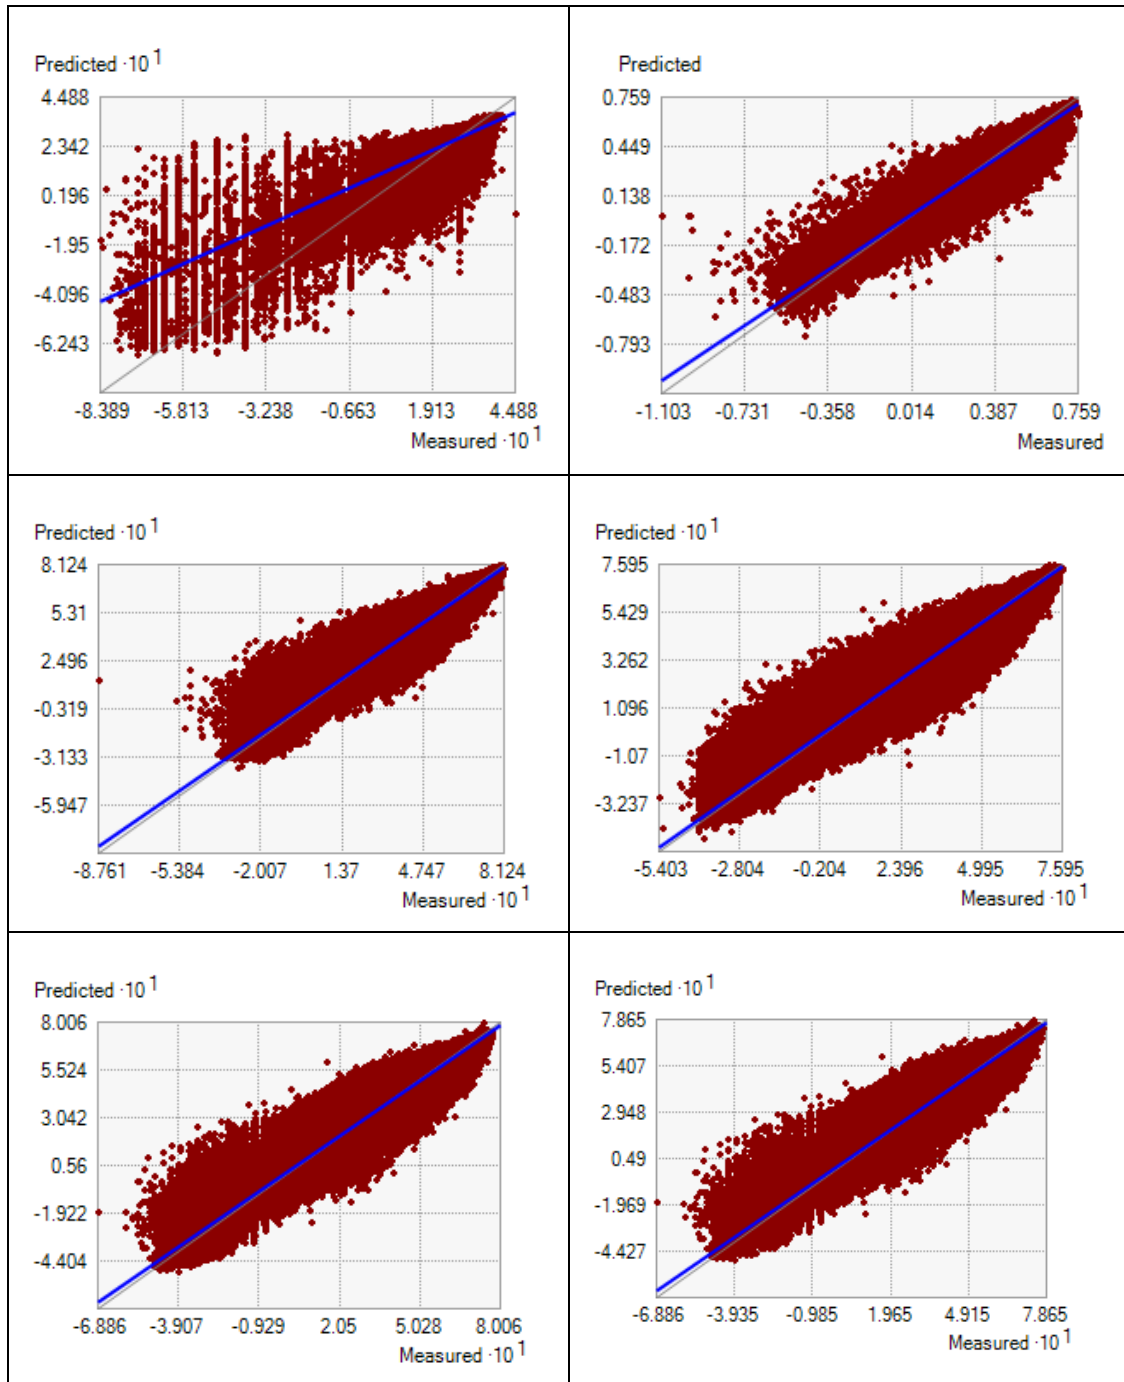 Predicted ·10 1
4.488
2.342
0.196
-1.95
-4.096
-6.243
-8.389 -5.813 -3.238 -0.663 1.913 4.488
Measured ·10 1
Predicted
0.759
0.449
0.138
-0.172
-0.483
-0.793
-1.103 -0.731 -0.358 0.014 0.387 0.759
Measured
Predicted ·10 1
8.124
5.31
2.496
-0.319
-3.133
-5.947
-8.761 -5.384 -2.007 1.37 4.747 8.124
Measured ·10 1
Predicted ·10 1
7.595
5.429
3.262
1.096
-1.07
-3.237
-5.403 -2.804 -0.204 2.396 4.995 7.595
Measured ·10 1
Predicted ·10 1
8.006
5.524
3.042
0.56
-1.922
-4.404
-6.886 -3.907 -0.929 2.05 5.028 8.006
Measured ·10 1
Predicted ·10 1
7.865
5.407
2.948
0.49
-1.969
-4.427
-6.886 -3.935 -0.985 1.965 4.915 7.865
Measured ·10 1